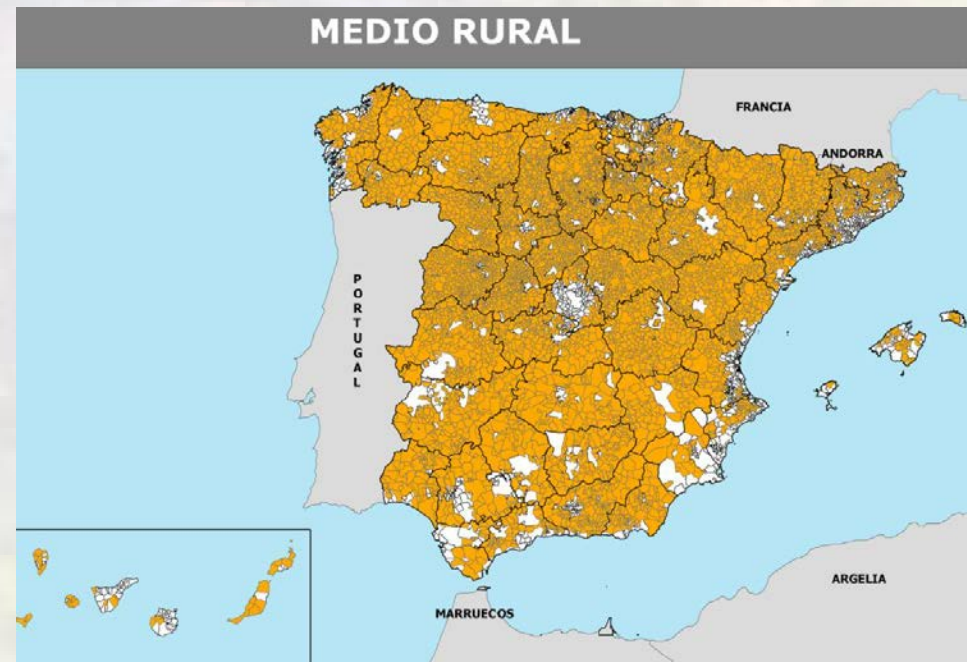 MEDIO RURAL
FRANCIA
ANDORRA
PORTUGAL
ARGELIA
MARRUECOS